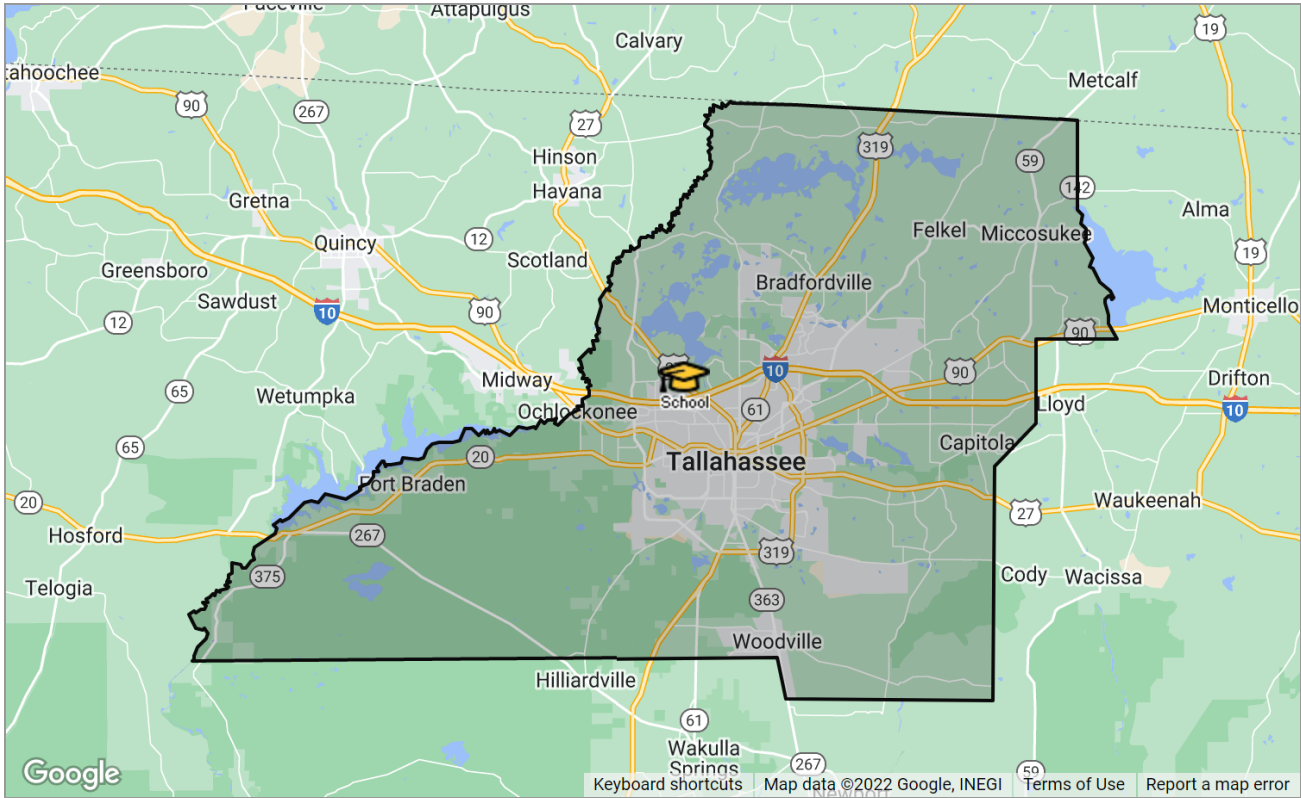 Faceville
Attapulgus
Calvary
19
tahoochee
Metcalf
90
267
27
319
59
Hinson
Havana
142
Gretna
Alma
Quincy
12
Felkel
Miccosukee
19
Scotland
Greensboro
Bradfordville
Sawdust
10
90
Monticello
12
90
10
Midway
90
Drifton
65
School
Wetumpka
Ochlockonee
61
Lloyd
10
65
Capitola
20
Tallahassee
Fort Braden
20
Waukeenah
27
Hosford
267
319
375
Cody
Wacissa
Telogia
363
Woodville
Hilliardville
61
Wakulla
Springs
267
59
Google
Keyboard shortcuts
Map data ©2022 Google, INEGI
Terms of Use
Report a map error
Newport